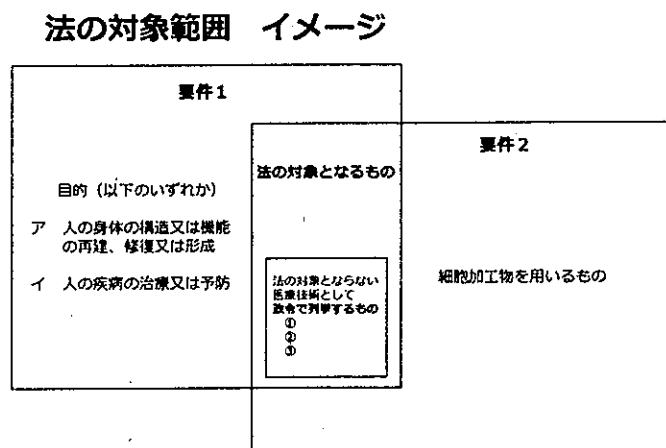 法の対象範囲　イメージ
要件1
要件2
法の対象となるもの
目的（以下のいずれか）
ア　人の身体の構造又は機能
の再建、修復又は形成
イ　人の疾病の治療又は予防
法の対象とならない
医療技術として
政令で列挙するもの
①
②
③
細胞加工物を用いるもの